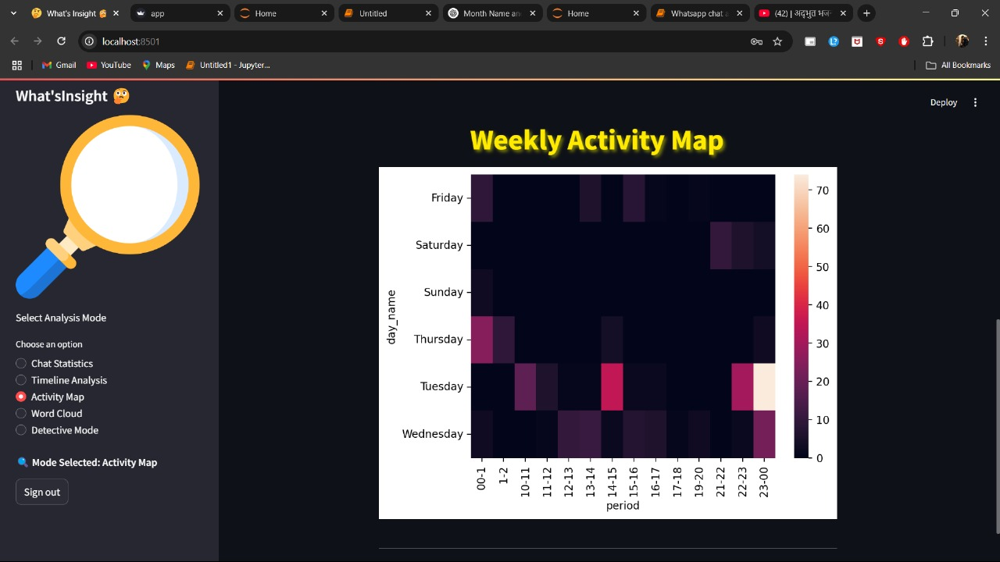 What's Insight
app
Home
Untitled
Month Name an
Home
Whatsapp chat a
(42) | अद्भुत भज-
localhost:8501
Gmail
YouTube
Maps
Untitled1 - Jupyter...
All Bookmarks
What'sInsight 🤔
Deploy
Select Analysis Mode
Choose an option
Chat Statistics
Timeline Analysis
Activity Map
Word Cloud
Detective Mode
🔍 Mode Selected: Activity Map
Sign out
Weekly Activity Map
day_name
Friday
Saturday
Sunday
Thursday
Tuesday
Wednesday
00-1
1-2
10-11
11-12
12-13
13-14
14-15
15-16
16-17
17-18
19-20
21-22
22-23
23-00
period
70
60
50
40
30
20
10
0